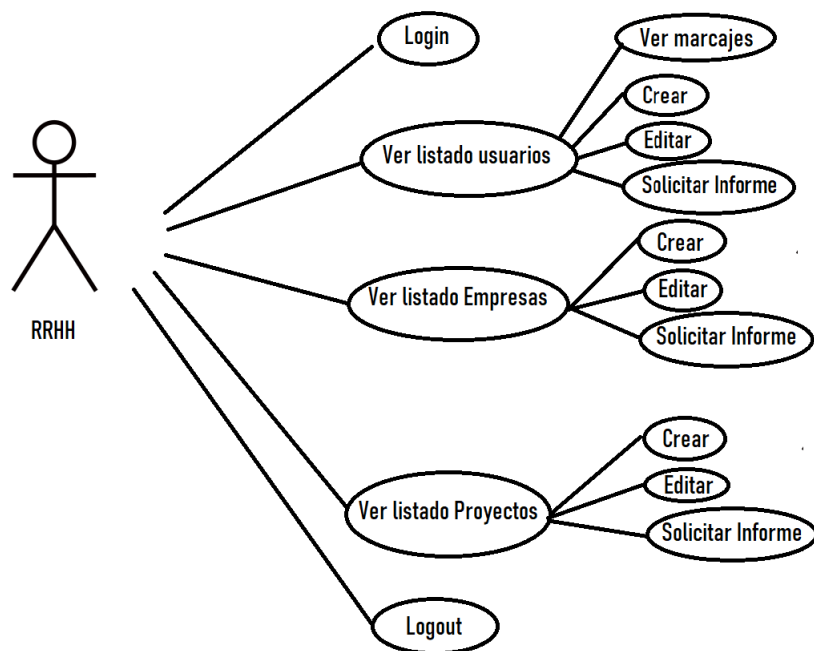 Login
Ver marcajes
Crear
Ver listado usuarios
Editar
Solicitar Informe
Crear
Ver listado Empresas
Editar
RRHH
Solicitar Informe
Crear
Editar
Ver listado Proyectos
Solicitar Informe
Logout